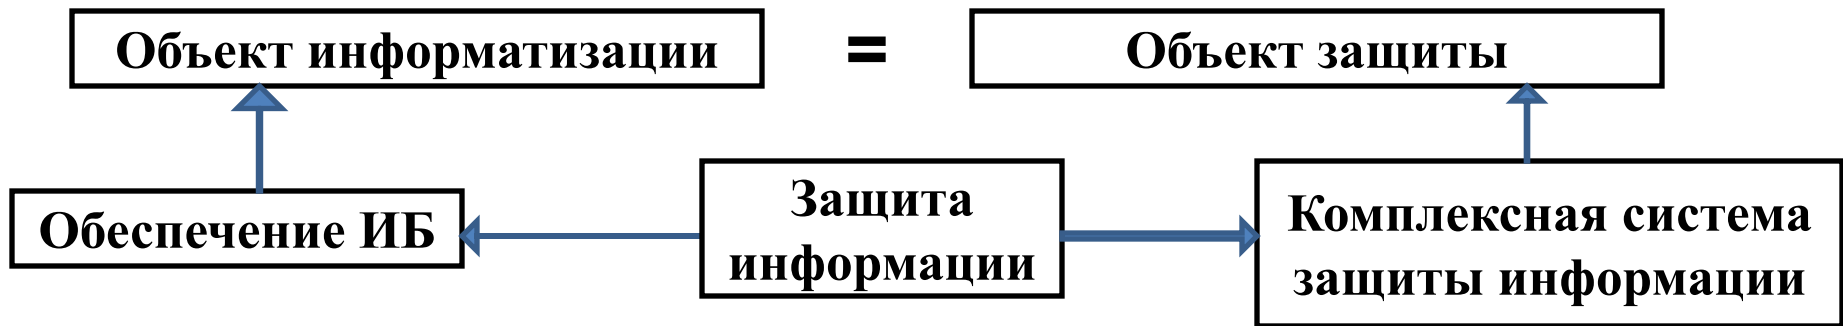 Объект информатизации
=
Объект защиты
Обеспечение ИБ
Защита
информации
Комплексная система
защиты информации